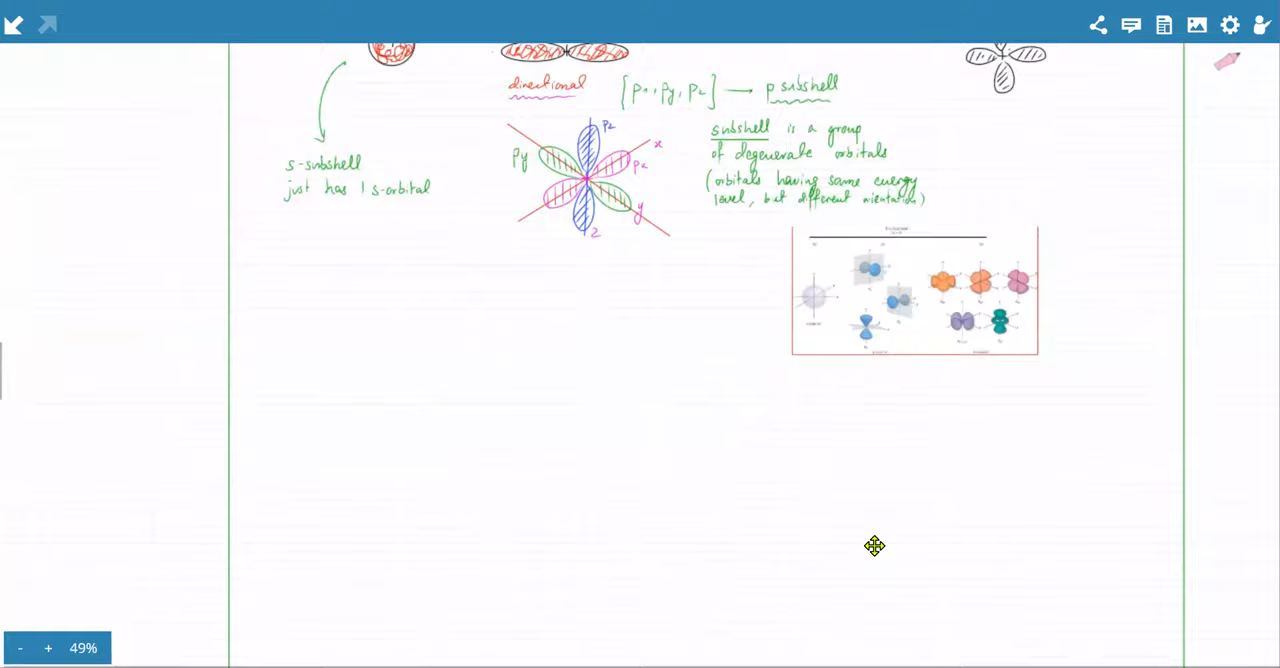 directional
[px, py, pz] → p subshell
s-subshell
just has 1 s-orbital
pz
x
py
px
y
z
subshell is a group
of degenerate orbitals
(orbitals having same energy
level, but different orientation)
- + 49%